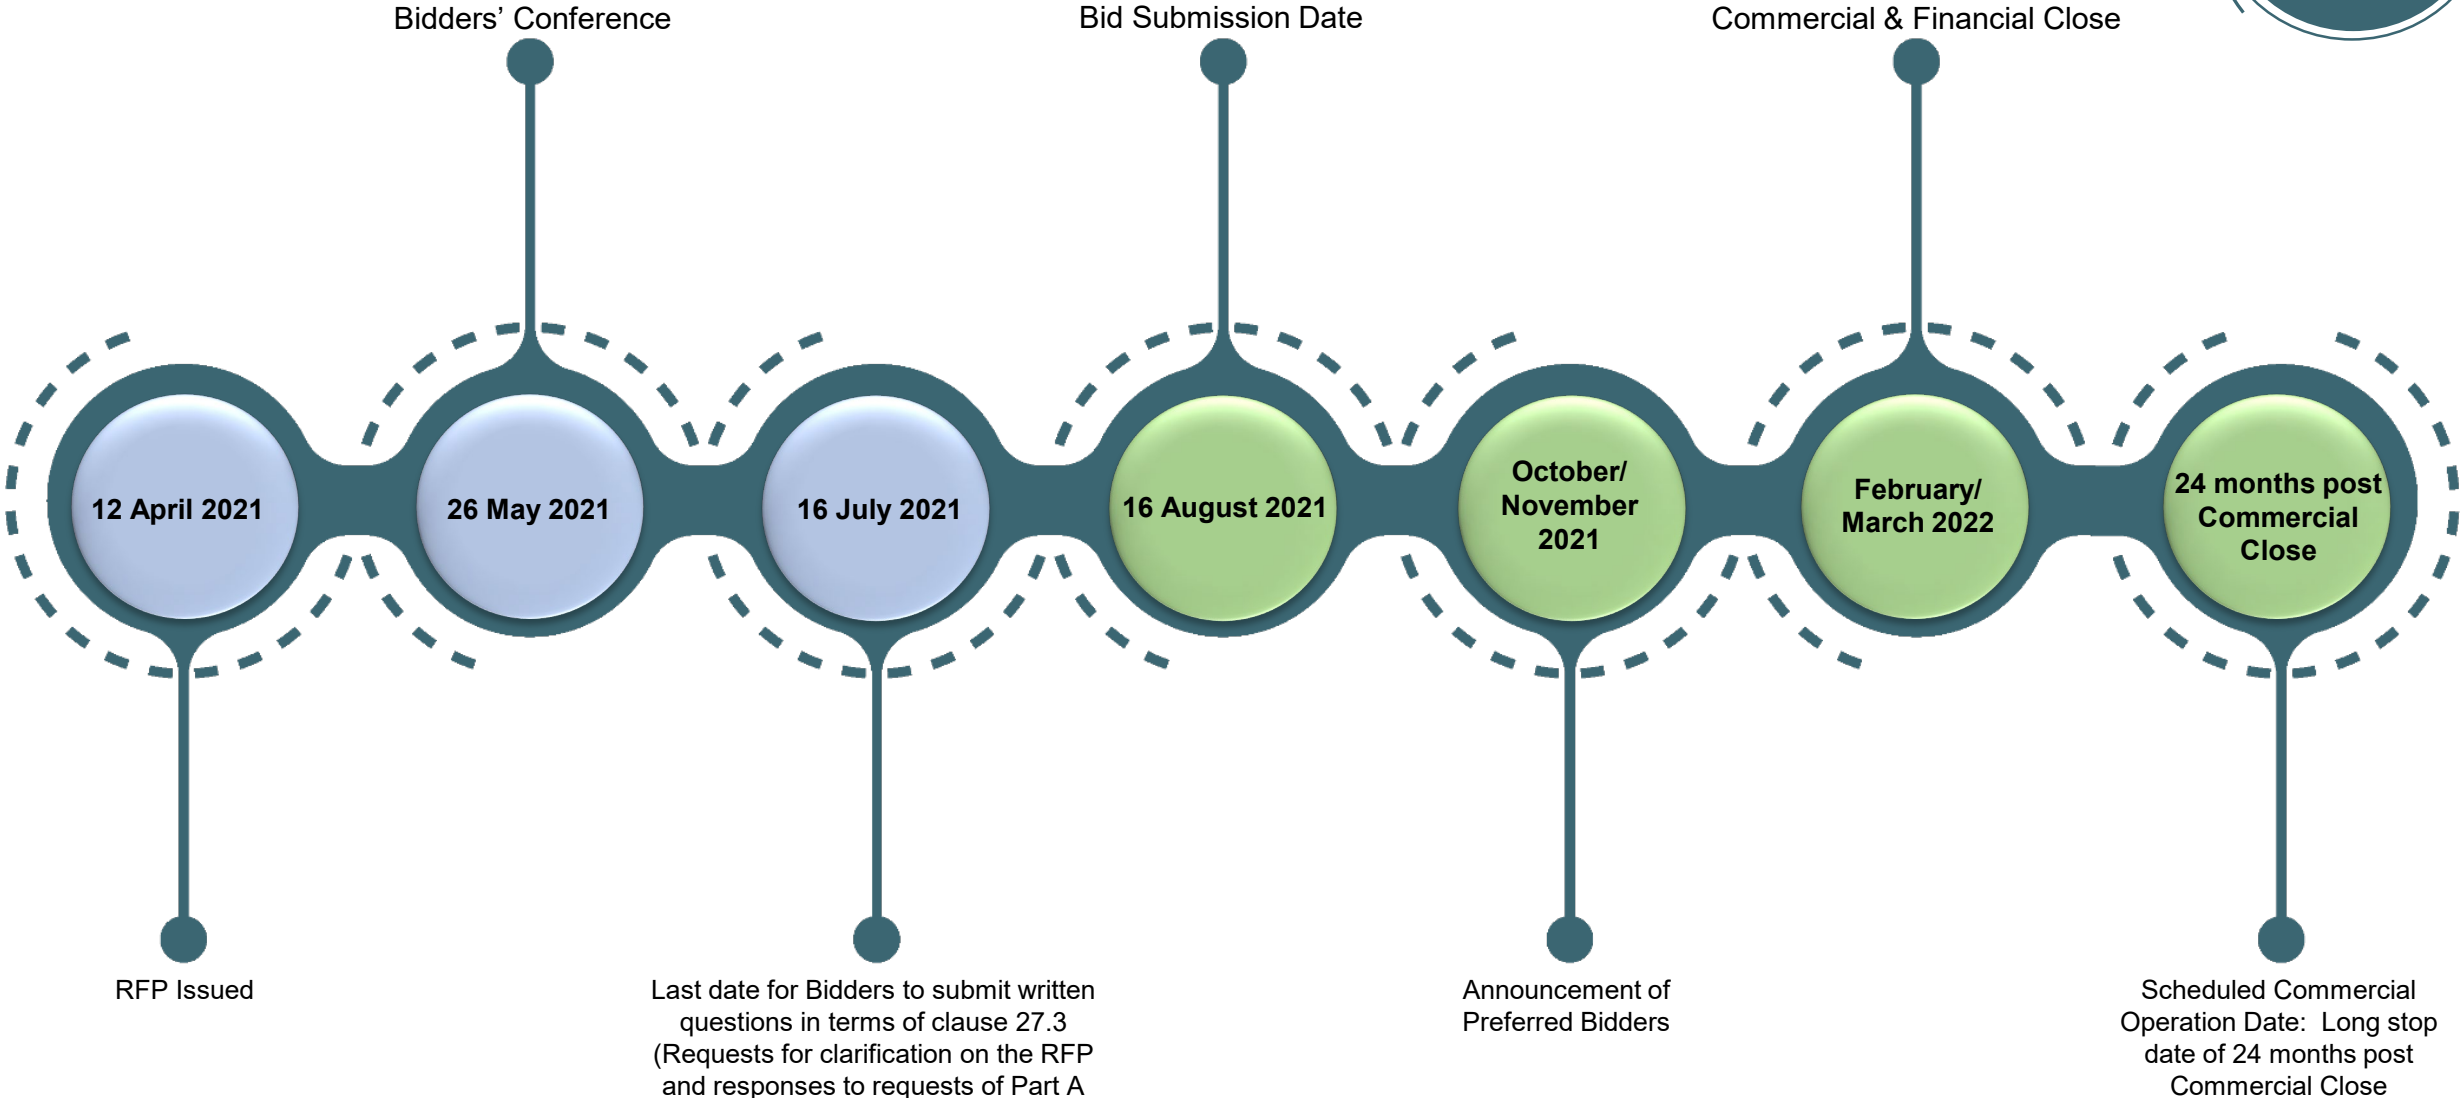 Bidders’ Conference
Bid Submission Date
Commercial & Financial Close
12 April 2021
26 May 2021
16 July 2021
16 August 2021
October/
November
2021
February/
March 2022
24 months post
Commercial
Close
RFP Issued
Last date for Bidders to submit written
questions in terms of clause 27.3
(Requests for clarification on the RFP
and responses to requests of Part A
Announcement of
Preferred Bidders
Scheduled Commercial
Operation Date:  Long stop
date of 24 months post
Commercial Close